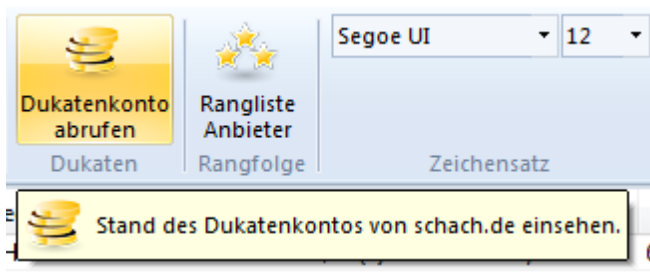 Segoe UI 12
Dukatenkonto
abrufen
Rangliste
Anbieter
Dukaten Rangfolge Zeichensatz
Stand des Dukatenkontos von schach.de einsehen.